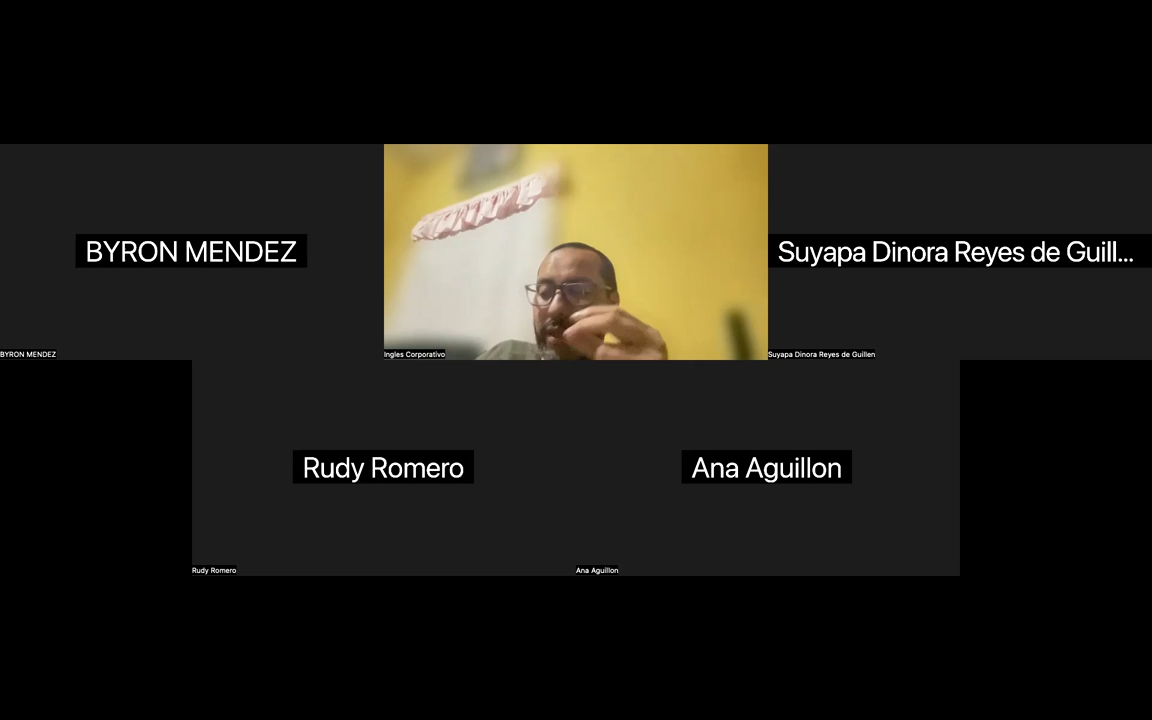 BYRON MENDEZ
Suyapa Dinora Reyes de Guill...
BYRON MENDEZ
Ingles Corporativo
Suyapa Dinora Reyes de Guillen
Rudy Romero
Ana Aguillon
Rudy Romero
Ana Aguillon